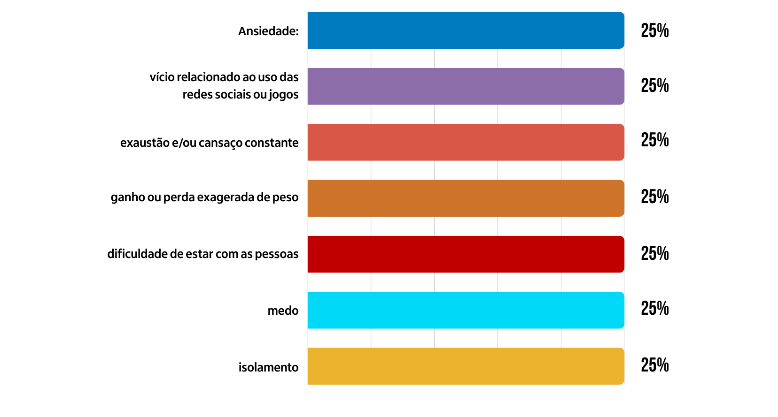 Ansiedade:
25%
vício relacionado ao uso das
redes sociais ou jogos
25%
exaustão e/ou cansaço constante
25%
ganho ou perda exagerada de peso
25%
dificuldade de estar com as pessoas
25%
medo
25%
isolamento
25%